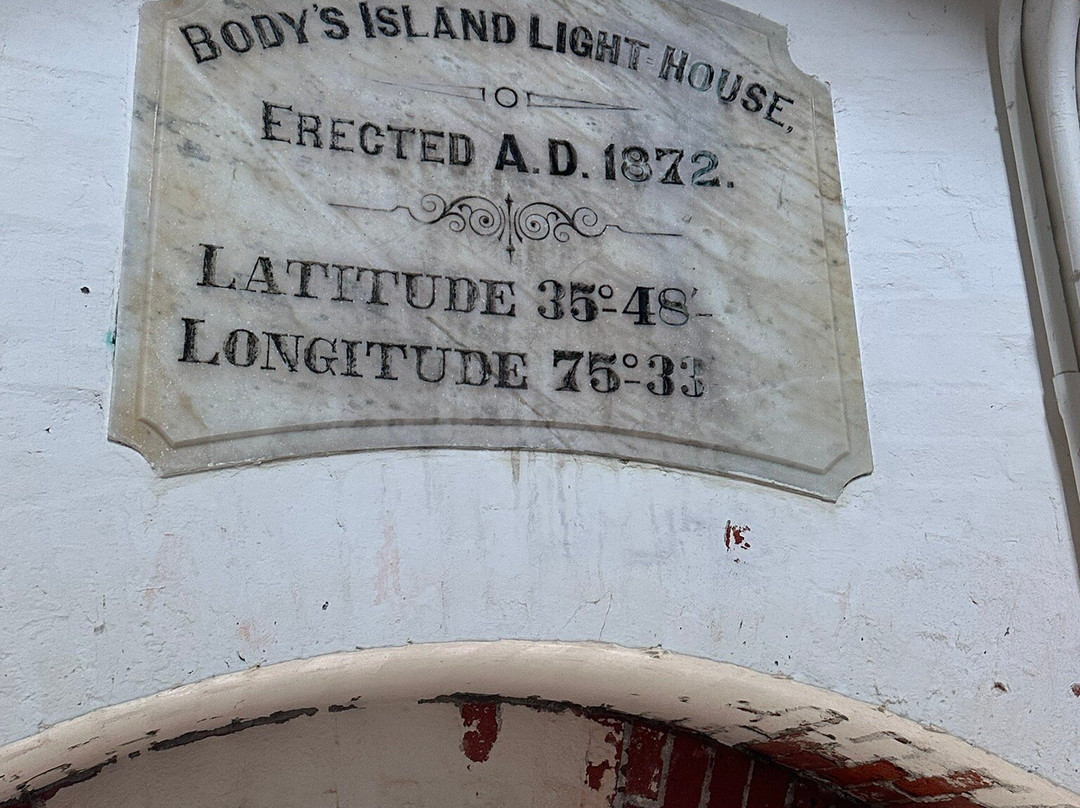 BODY'S ISLAND LIGHT HOUSE,
ERECTED A.D. 1872.
LATITUDE 35°-48'
LONGITUDE 75°-33